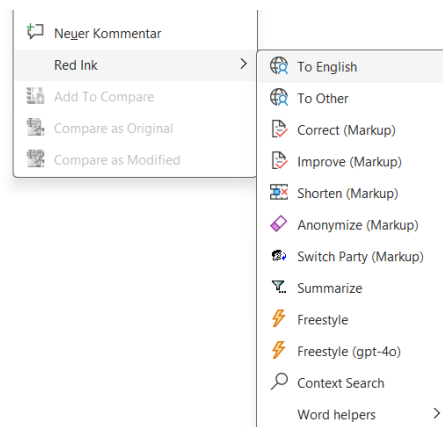 Neuer Kommentar
Red Ink
Add To Compare
Compare as Original
Compare as Modified
To English
To Other
Correct (Markup)
Improve (Markup)
Shorten (Markup)
Anonymize (Markup)
Switch Party (Markup)
Summarize
Freestyle
Freestyle (gpt-4o)
Context Search
Word helpers